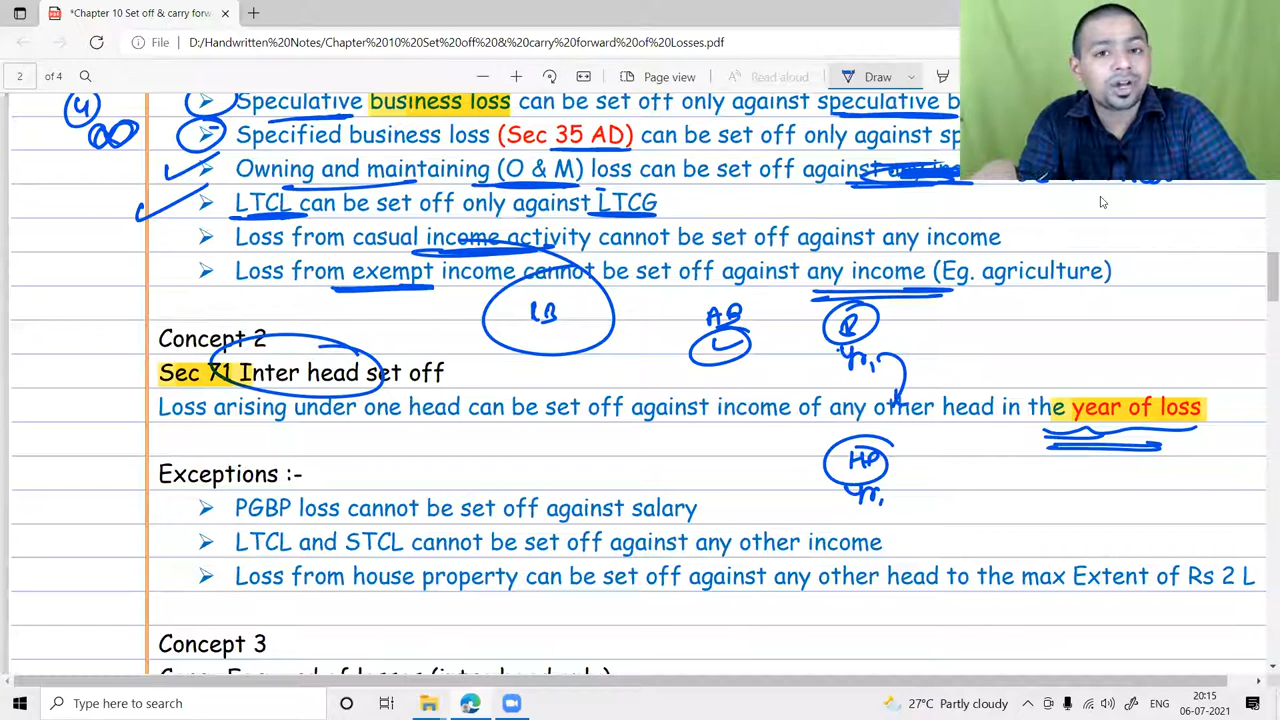 *Chapter 10 Set off & carry forw
File D:/Handwritten%20Notes/Chapter%2010%20Set%20off%20&%20carry%20forward%20of%20Losses.pdf
2 of 4 Page view Read aloud Draw
4
Speculative business loss can be set off only against speculative b
Specified business loss (Sec 35 AD) can be set off only against sp
Owning and maintaining (O & M) loss can be set off against
LTCL can be set off only against LTCG
Loss from casual income activity cannot be set off against any income
Loss from exempt income cannot be set off against any income (Eg. agriculture)
Concept 2
Sec 71 Inter head set off
Yr1
Loss arising under one head can be set off against income of any other head in the year of loss
HP
Yr1
Exceptions :-
PGBP loss cannot be set off against salary
LTCL and STCL cannot be set off against any other income
Loss from house property can be set off against any other head to the max Extent of Rs 2 L
Concept 3
Type here to search
27°C Partly cloudy
ENG
20:15
06-07-2021